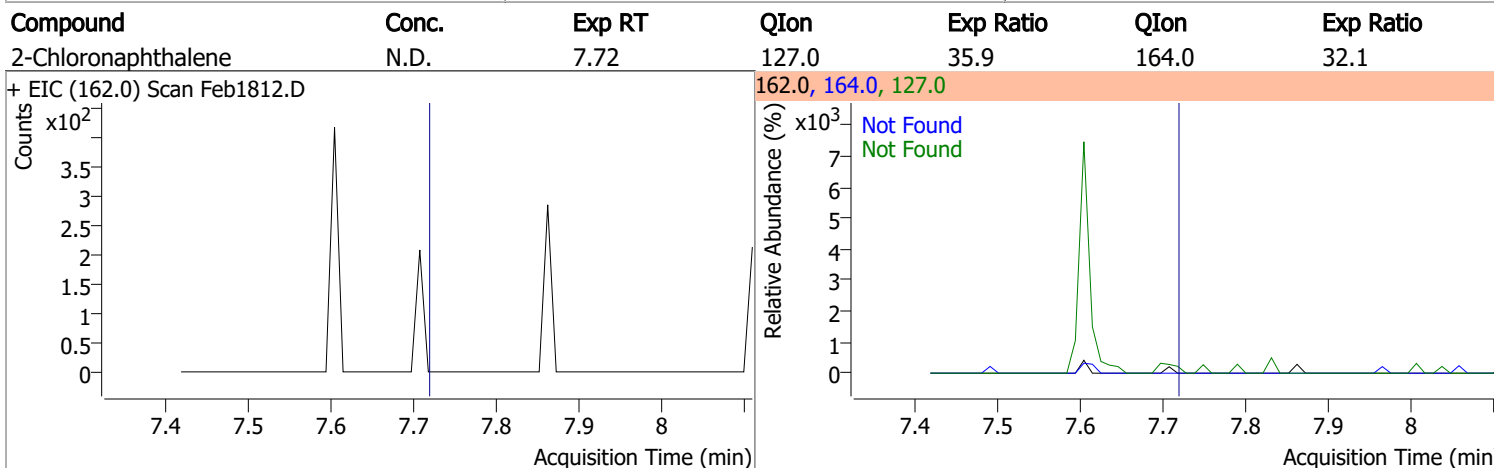 Compound Conc. Exp RT QIon Exp Ratio QIon Exp Ratio
2-Chloronaphthalene N.D. 7.72 127.0 35.9 164.0 32.1
+ EIC (162.0) Scan Feb1812.D
Counts
x10²
3.5
3
2.5
2
1.5
1
0.5
0
7.4 7.5 7.6 7.7 7.8 7.9 8
Acquisition Time (min)
162.0, 164.0, 127.0
Relative Abundance (%)
x10³
Not Found
Not Found
7
6
5
4
3
2
1
0
7.4 7.5 7.6 7.7 7.8 7.9 8
Acquisition Time (min)